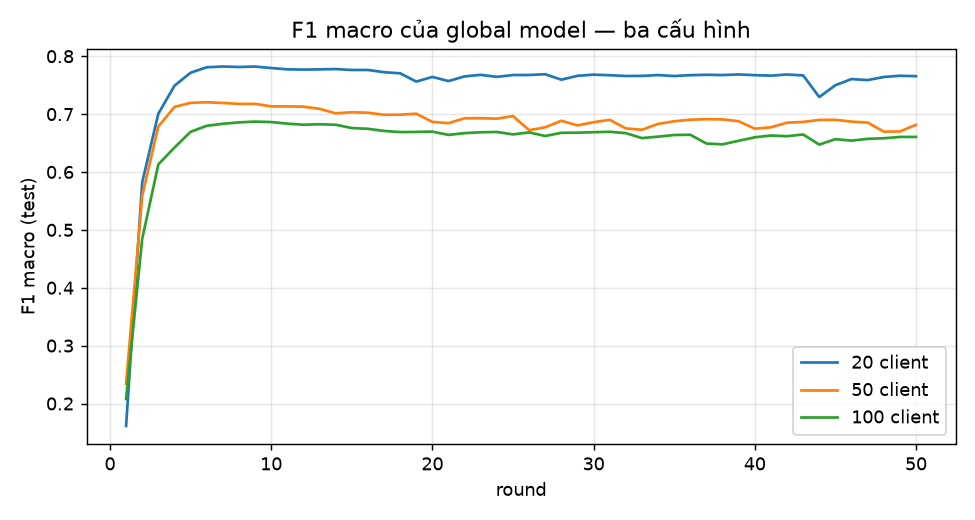 F1 macro của global model — ba cấu hình
F1 macro (test)
0.8
0.7
0.6
0.5
0.4
0.3
0.2
0 10 20 30 40 50
round
20 client
50 client
100 client